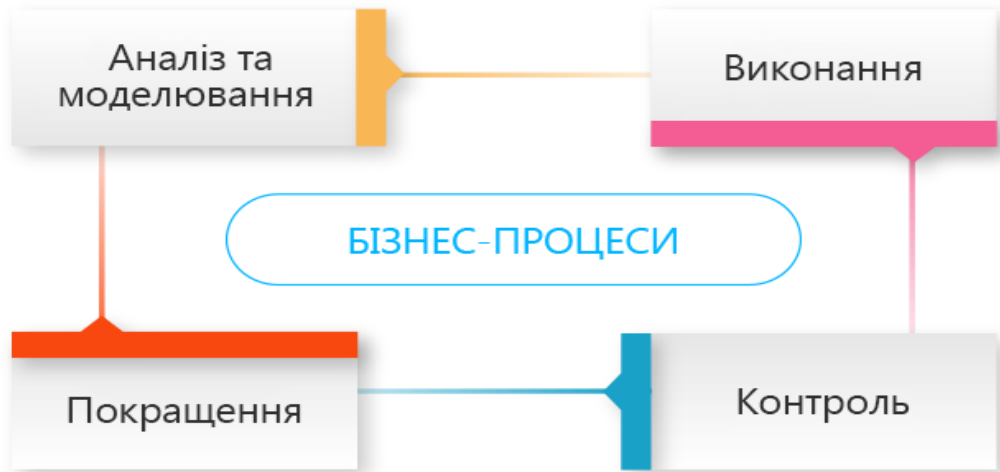 Аналіз та
моделювання
Виконання
БІЗНЕС-ПРОЦЕСИ
Покращення
Контроль